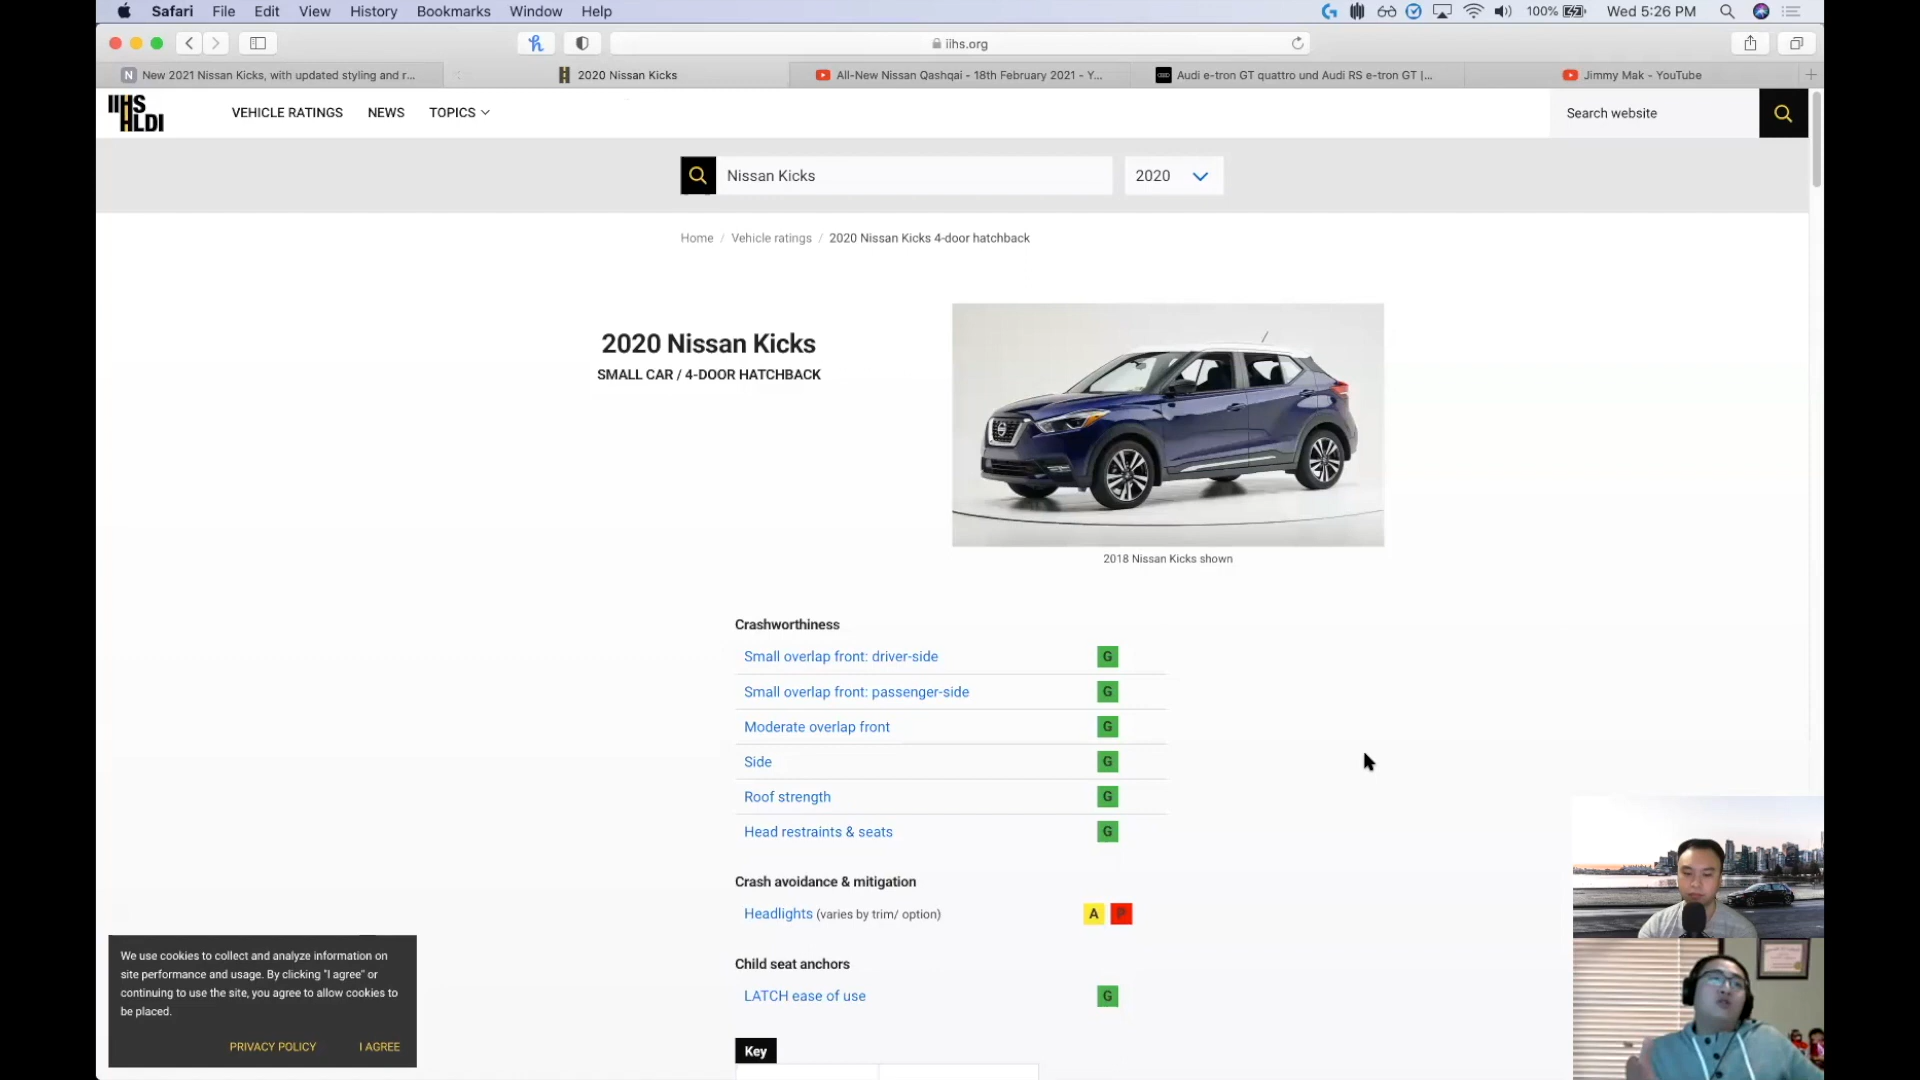 Safari File Edit View History Bookmarks Window Help 100% Wed 5:26 PM
iihs.org
New 2021 Nissan Kicks, with updated styling and r... 2020 Nissan Kicks All-New Nissan Qashqai - 18th February 2021 - Y... Audi e-tron GT quattro und Audi RS e-tron GT |... Jimmy Mak - YouTube
IIHS
HLDI
VEHICLE RATINGS NEWS TOPICS Search website
Nissan Kicks 2020
Home / Vehicle ratings / 2020 Nissan Kicks 4-door hatchback
2020 Nissan Kicks
SMALL CAR / 4-DOOR HATCHBACK
2018 Nissan Kicks shown
Crashworthiness
Small overlap front: driver-side G
Small overlap front: passenger-side G
Moderate overlap front G
Side G
Roof strength G
Head restraints & seats G
Crash avoidance & mitigation
Headlights (varies by trim/ option) A P
Child seat anchors
LATCH ease of use G
Key
We use cookies to collect and analyze information on
site performance and usage. By clicking "I agree" or
continuing to use the site, you agree to allow cookies to
be placed.
PRIVACY POLICY I AGREE